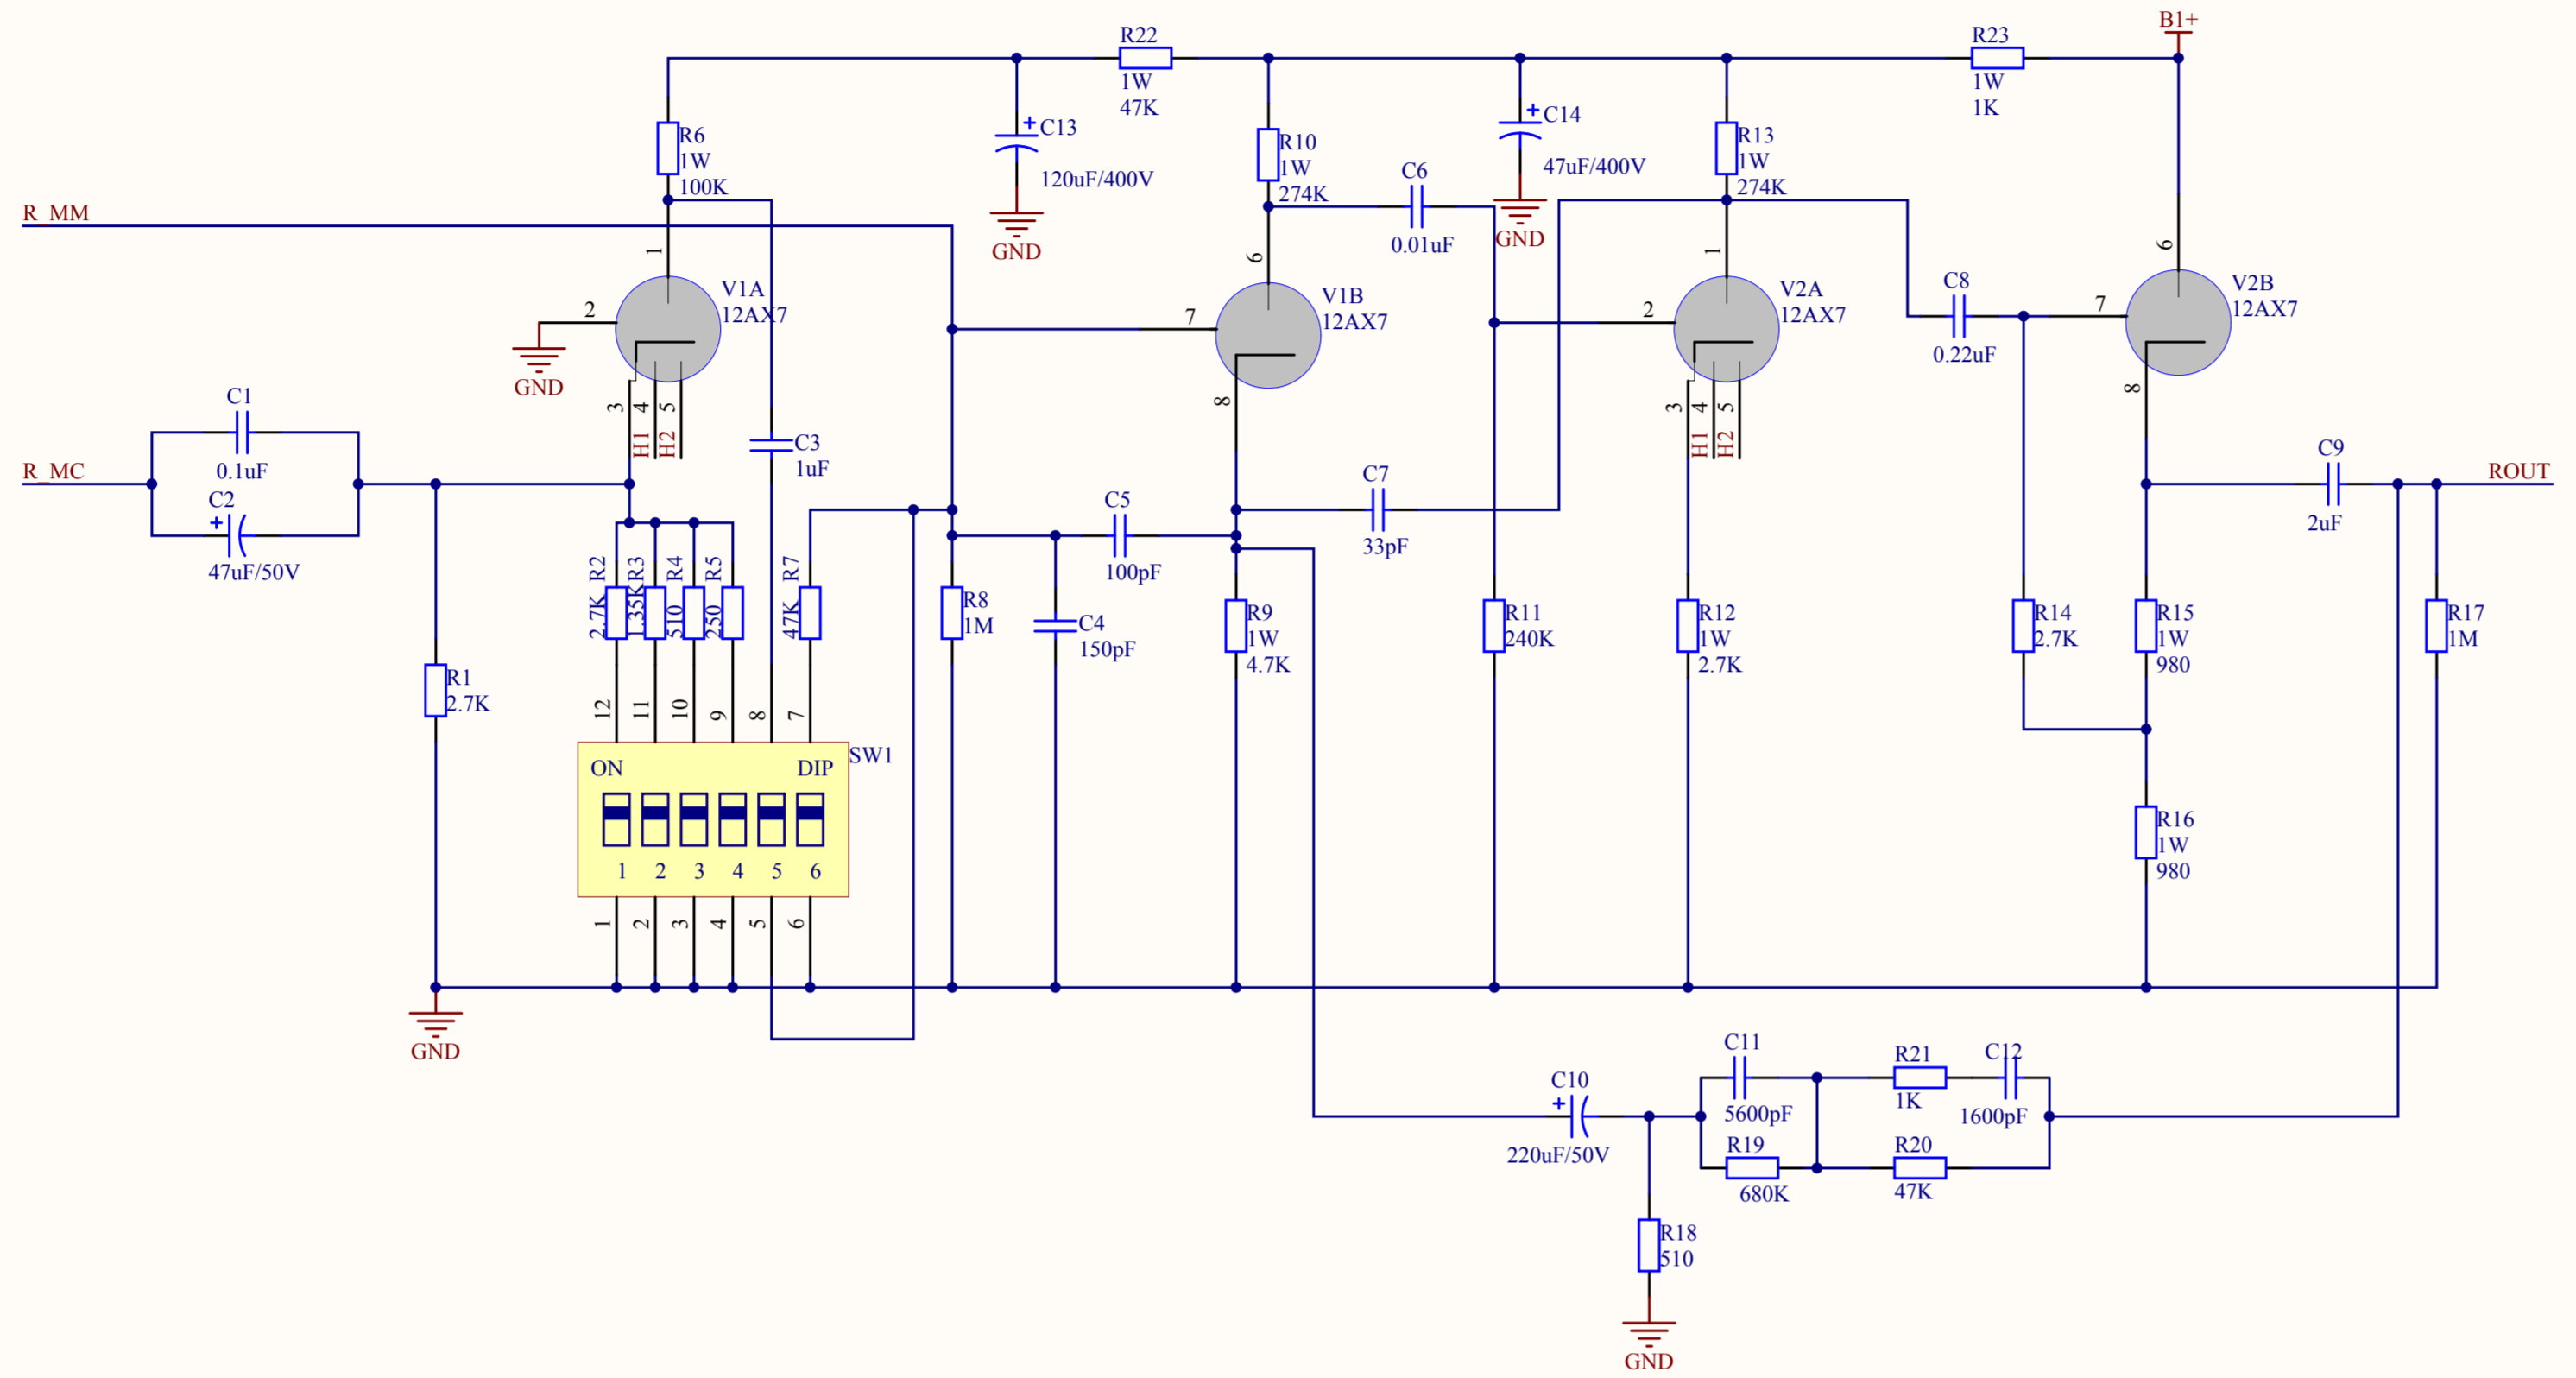 B1+
R22
1W
47K
R23
1W
1K
R6
1W
100K
C13
120uF/400V
GND
R10
1W
274K
C6
0.01uF
C14
47uF/400V
GND
R13
1W
274K
R_MM
1
V1A
12AX7
2
GND
3
4
5
H1
H2
6
V1B
12AX7
7
8
1
V2A
12AX7
2
3
4
5
H1
H2
C8
0.22uF
6
V2B
12AX7
7
8
R_MC
C1
0.1uF
C2
47uF/50V
C3
1uF
C9
2uF
ROUT
R1
2.7K
R2
2.7K
R3
1.35K
R4
510
R5
250
R7
47K
R8
1M
C5
100pF
C4
150pF
C7
33pF
R9
1W
4.7K
R11
240K
R12
1W
2.7K
R14
2.7K
R15
1W
980
R17
1M
R16
1W
980
12
11
10
9
8
7
SW1
ON
DIP
1
2
3
4
5
6
1
2
3
4
5
6
GND
C10
220uF/50V
C11
5600pF
R19
680K
R21
1K
C12
1600pF
R20
47K
R18
510
GND